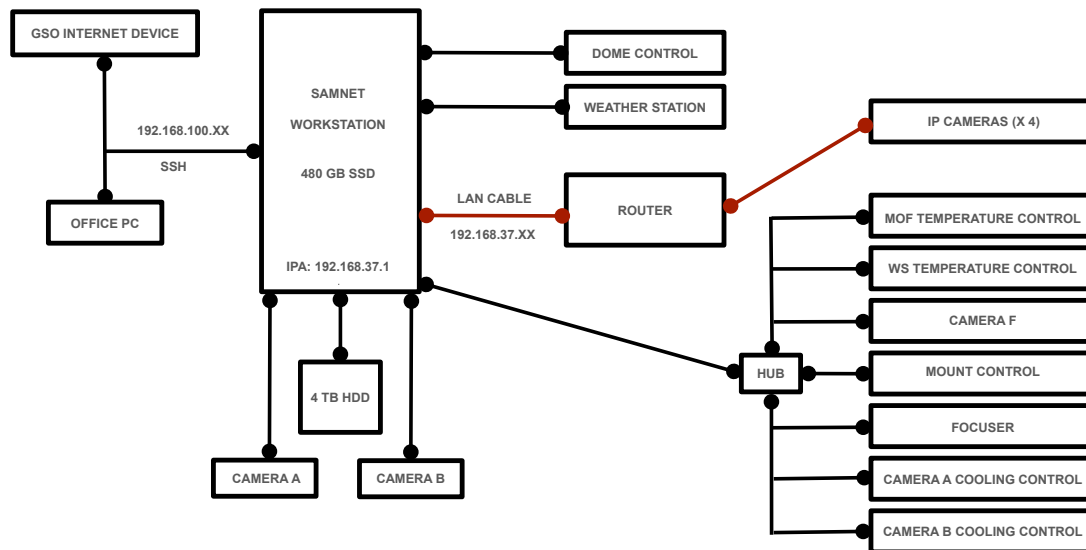 GSO INTERNET DEVICE
192.168.100.XX
SSH
OFFICE PC
SAMNET
WORKSTATION
480 GB SSD
IPA: 192.168.37.1
DOME CONTROL
WEATHER STATION
LAN CABLE
192.168.37.XX
ROUTER
IP CAMERAS (X 4)
MOF TEMPERATURE CONTROL
WS TEMPERATURE CONTROL
CAMERA F
HUB
MOUNT CONTROL
FOCUSER
CAMERA A COOLING CONTROL
CAMERA B COOLING CONTROL
4 TB HDD
CAMERA A
CAMERA B